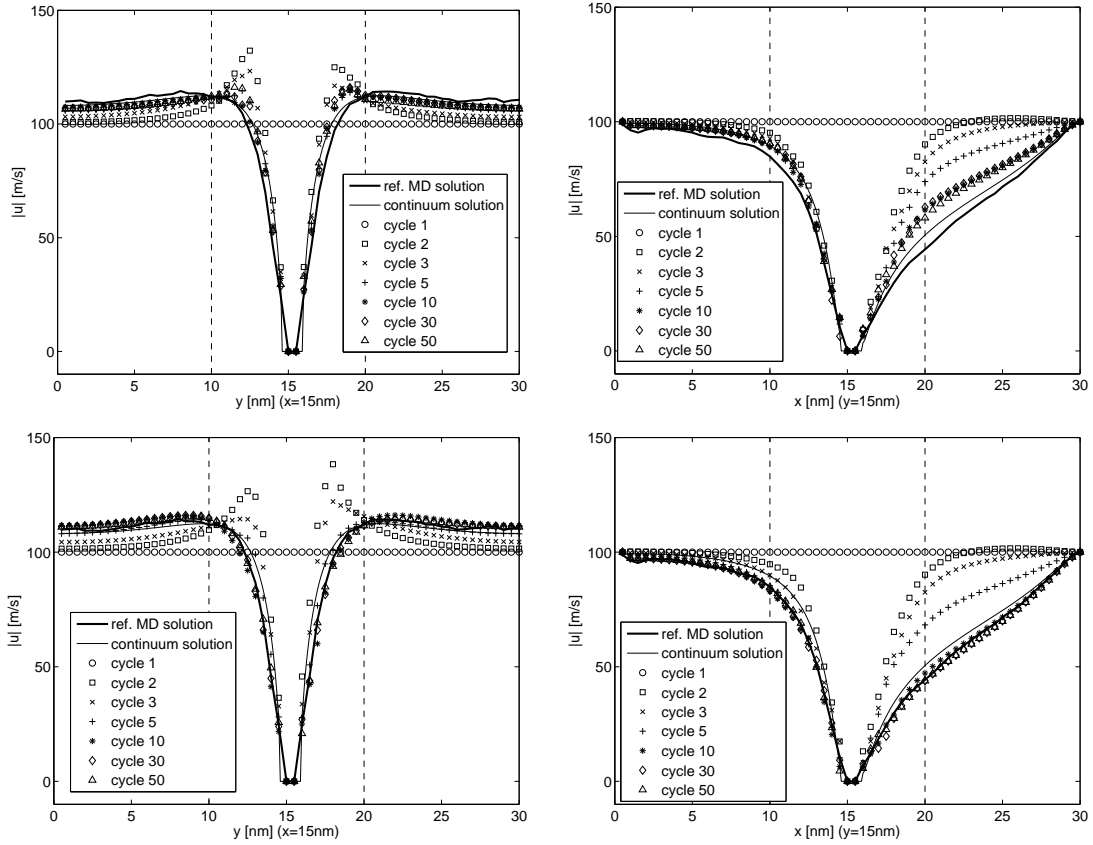 150
100
50
0
|u| [m/s]
ref. MD solution
continuum solution
cycle 1
cycle 2
cycle 3
cycle 5
cycle 10
cycle 30
cycle 50
0 5 10 15 20 25 30
y [nm] (x=15nm)
150
100
50
0
|u| [m/s]
ref. MD solution
continuum solution
cycle 1
cycle 2
cycle 3
cycle 5
cycle 10
cycle 30
cycle 50
0 5 10 15 20 25 30
x [nm] (y=15nm)
150
100
50
0
|u| [m/s]
ref. MD solution
continuum solution
cycle 1
cycle 2
cycle 3
cycle 5
cycle 10
cycle 30
cycle 50
0 5 10 15 20 25 30
y [nm] (x=15nm)
150
100
50
0
|u| [m/s]
ref. MD solution
continuum solution
cycle 1
cycle 2
cycle 3
cycle 5
cycle 10
cycle 30
cycle 50
0 5 10 15 20 25 30
x [nm] (y=15nm)